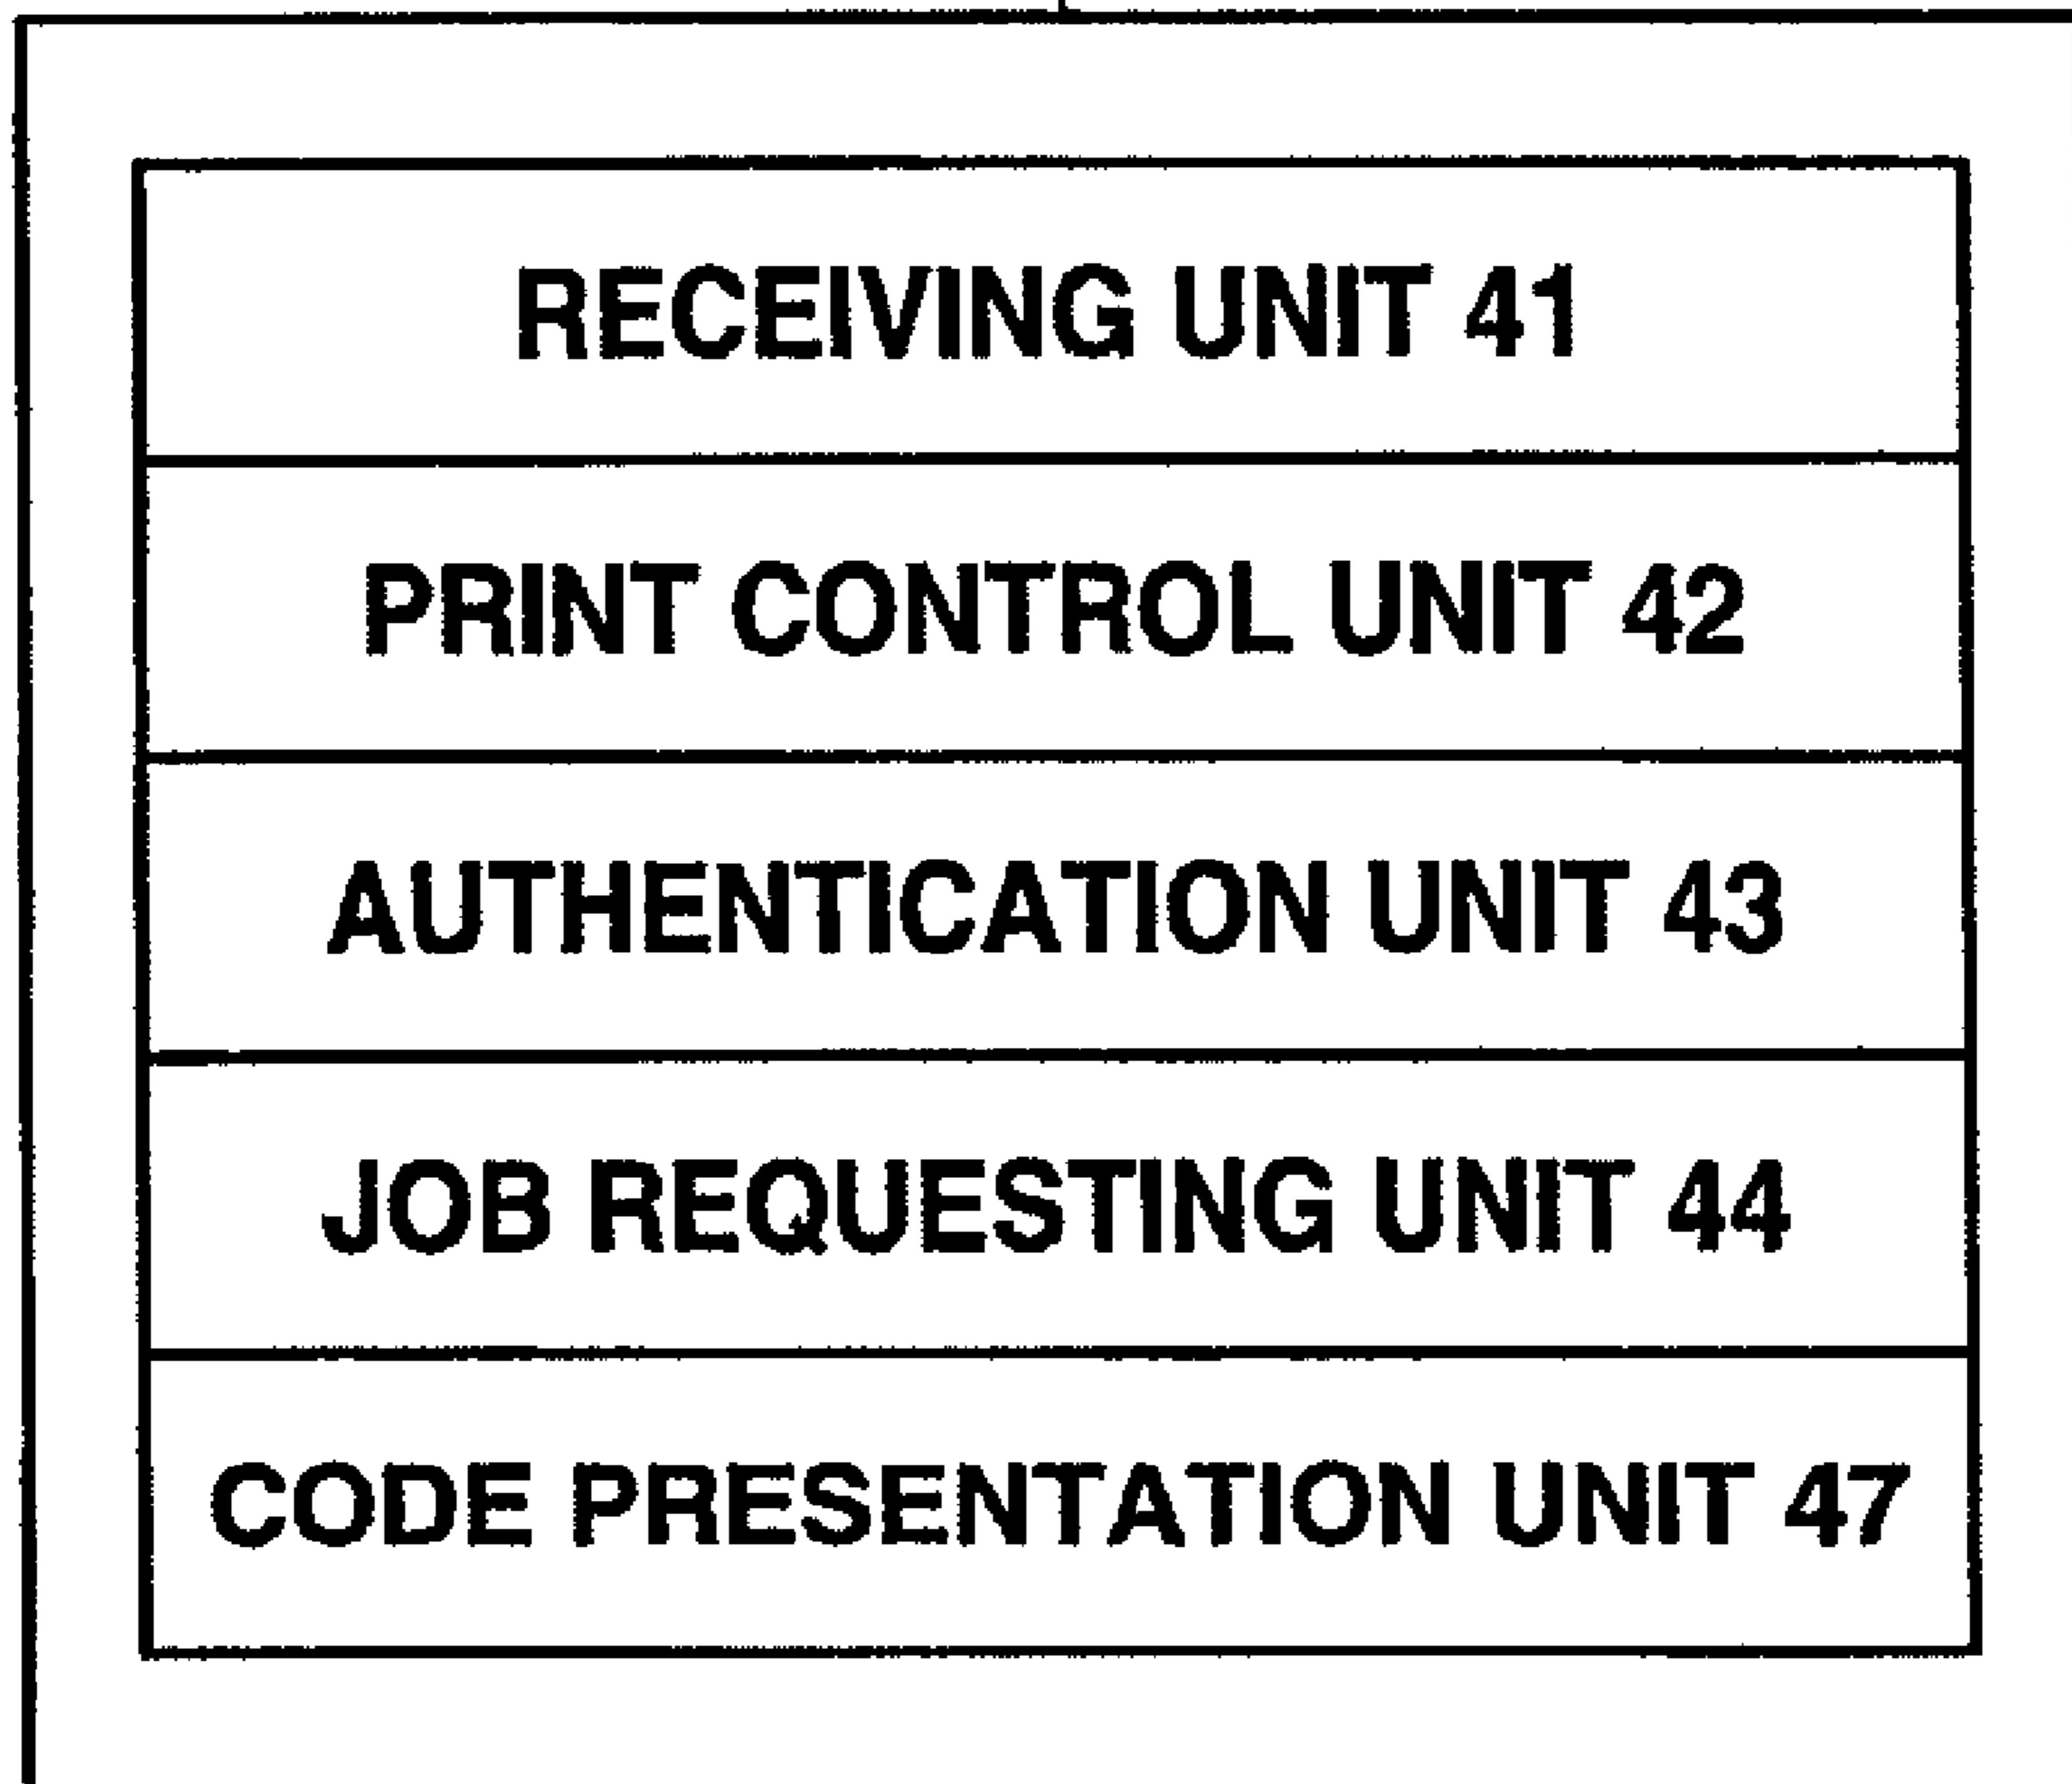 RECEIVING UNIT 41
PRINT CONTROL UNIT 42
AUTHENTICATION UNIT 43
JOB REQUESTING UNIT 44
CODE PRESENTATION UNIT 47